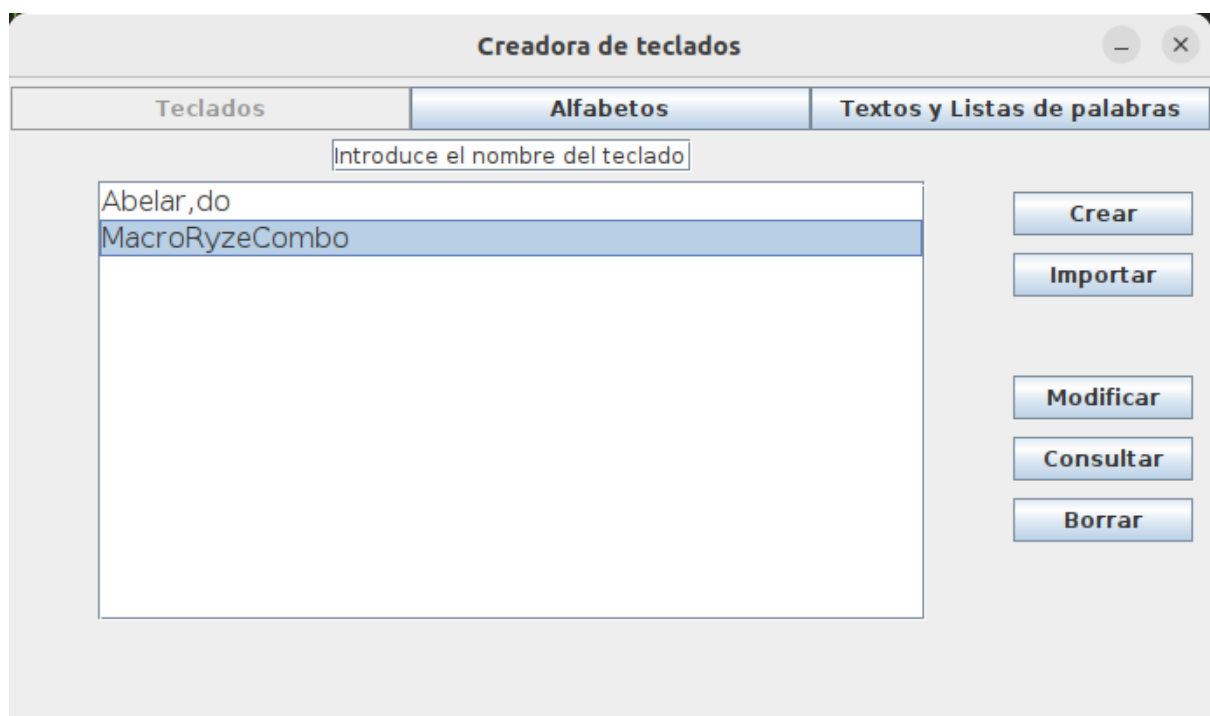 Creadora de teclados
Teclados Alfabetos Textos y Listas de palabras
Introduce el nombre del teclado
Abelar,do
MacroRyzeCombo
Crear
Importar
Modificar
Consultar
Borrar